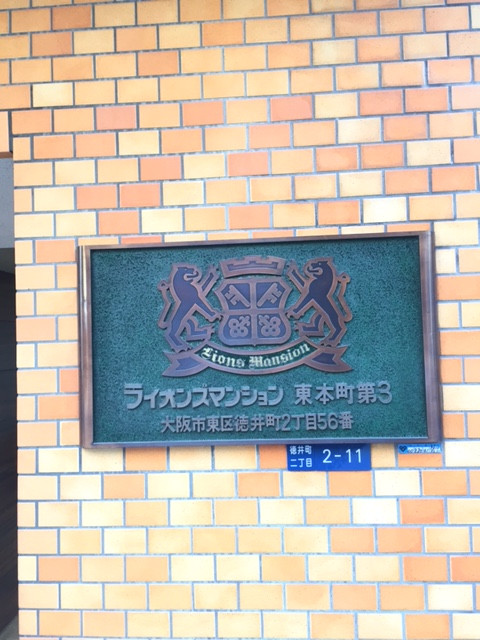 Lions Mansion
ライオンズマンション 東本町第3
大阪市東区徳井町2丁目56番
徳井町
二丁目 2-11